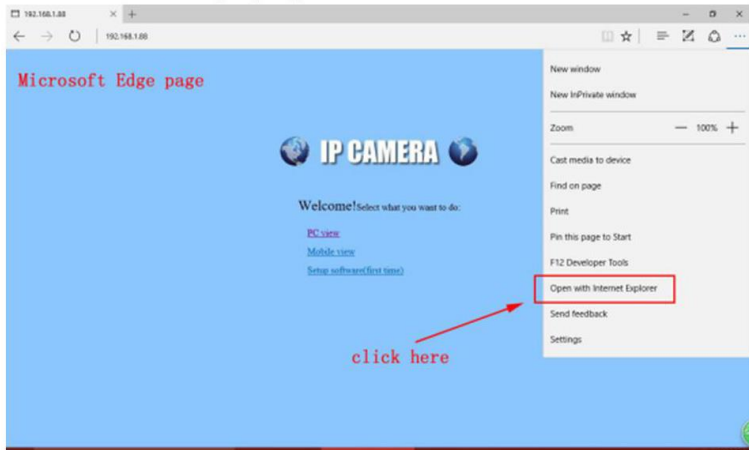 192.168.1.88
192.168.1.88
Microsoft Edge page
New window
New InPrivate window
Zoom 100%
IP CAMERA
Cast media to device
Find on page
Welcome!Select what you want to do:
Print
PC view
Pin this page to Start
Mobile view
F12 Developer Tools
Setup software(first time)
Open with Internet Explorer
Send feedback
Settings
click here